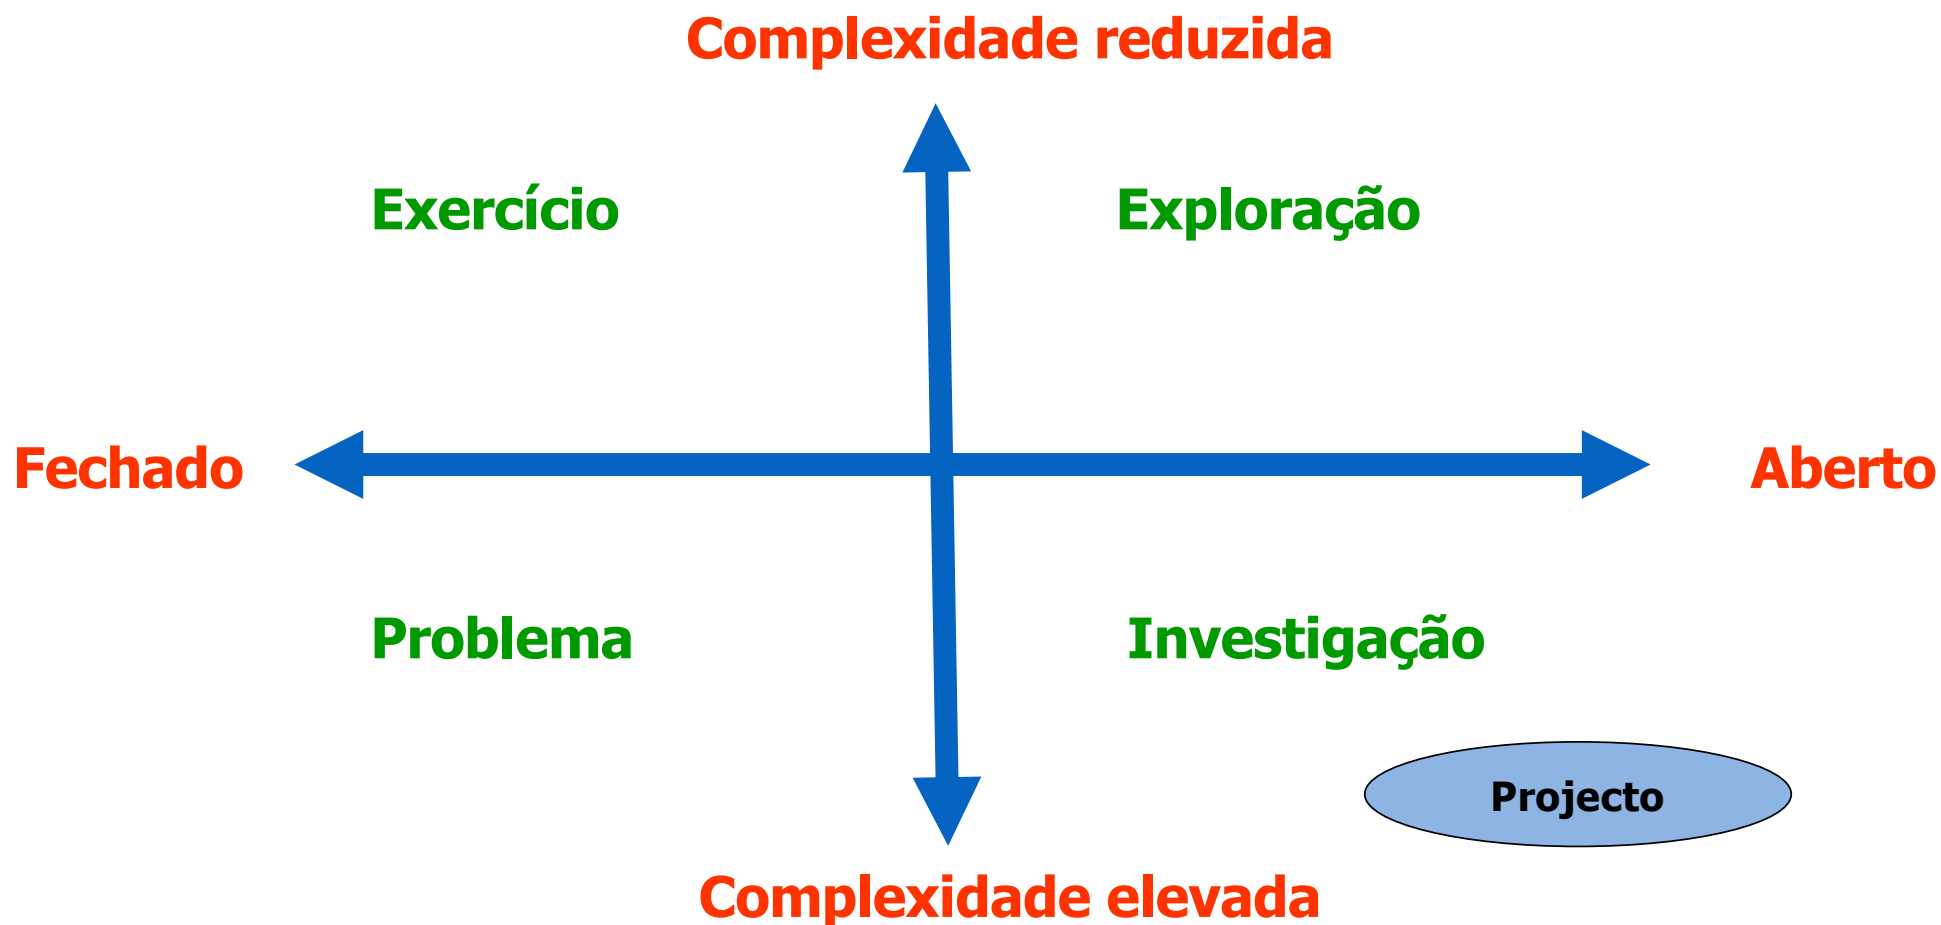 Complexidade reduzida
Exercício
Exploração
Fechado
Aberto
Problema
Investigação
Projecto
Complexidade elevada